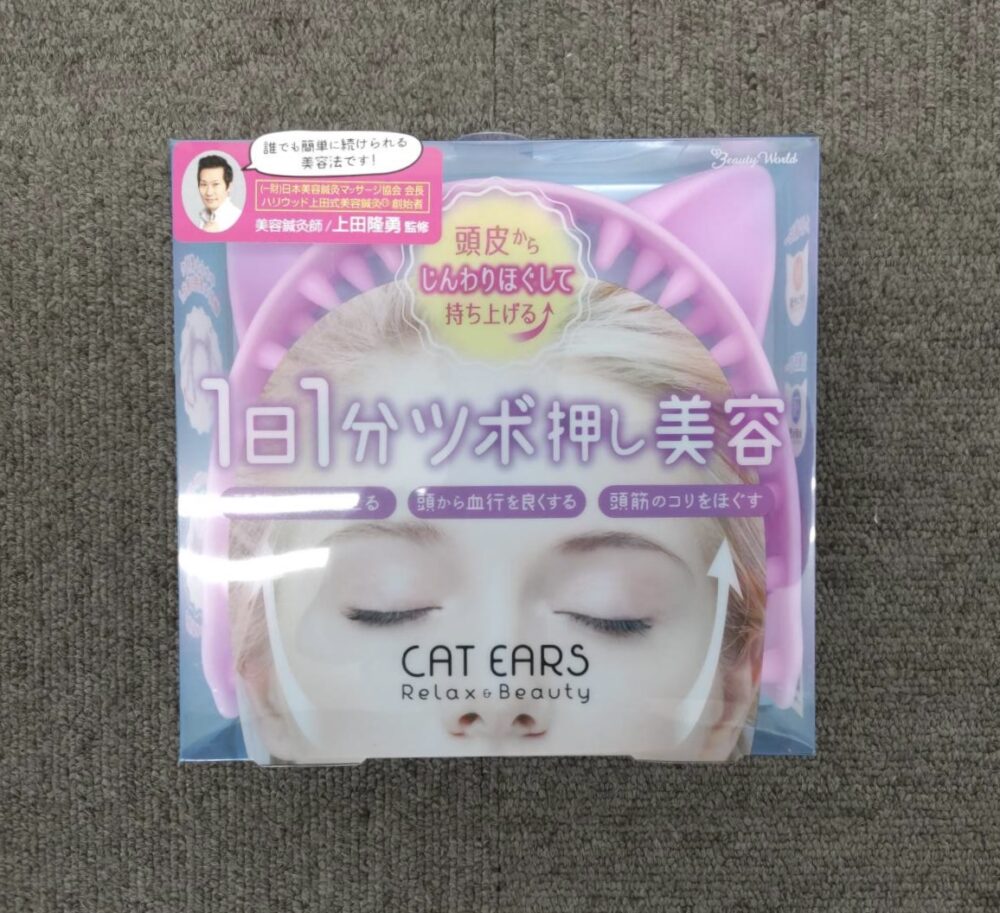 誰でも簡単に続けられる
美容法です!
(一財)日本美容鍼灸マッサージ協会 会長
ハリウッド上田式美容鍼灸® 創始者
美容鍼灸師/上田隆勇 監修
Beauty World
頭皮から
じんわりほぐして
持ち上げる
1日1分ツボ押し美容
る
頭から血行を良くする
頭筋のコリをほぐす
CAT EARS
Relax & Beauty